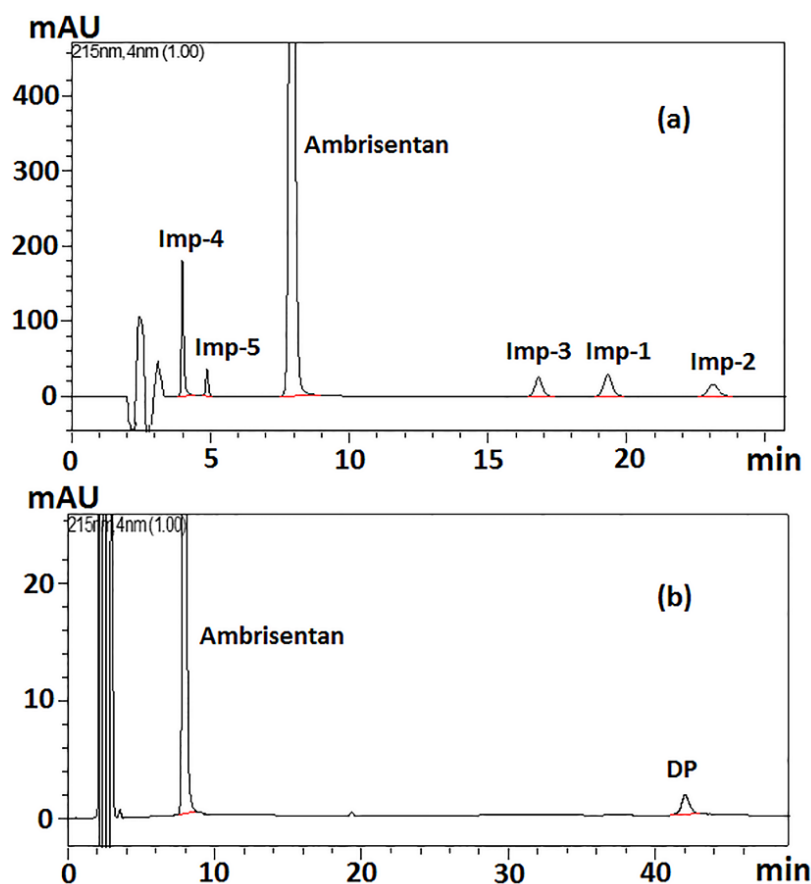 mAU
215nm,4nm (1.00)
400
(a)
Ambrisentan
300
Imp-4
200
100
Imp-5
Imp-3
Imp-1
Imp-2
0
0 5 10 15 20 min
mAU
215nm,4nm (1.00)
20
(b)
Ambrisentan
10
DP
0
0 10 20 30 40 min